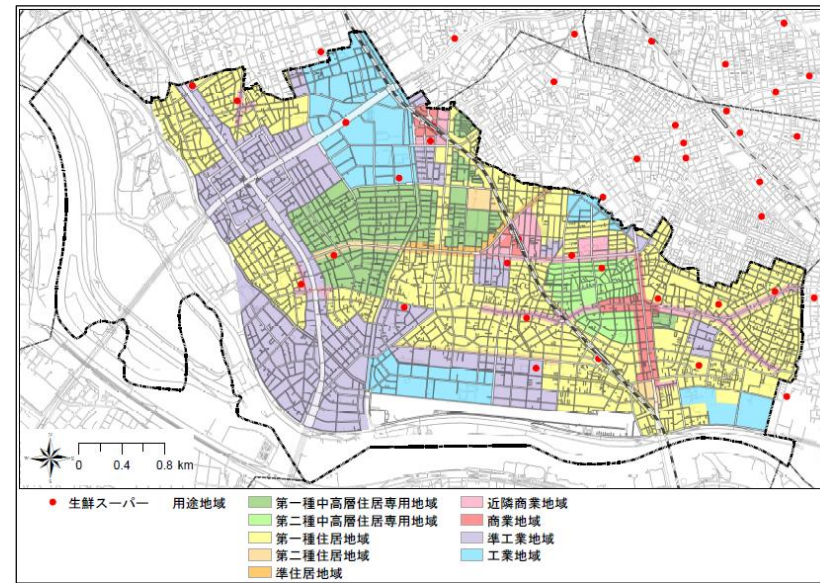 N
W
E
S
0 0.4 0.8 km
生鮮スーパー
用途地域
第一種中高層住居専用地域
第二種中高層住居専用地域
第一種住居地域
第二種住居地域
準住居地域
近隣商業地域
商業地域
準工業地域
工業地域